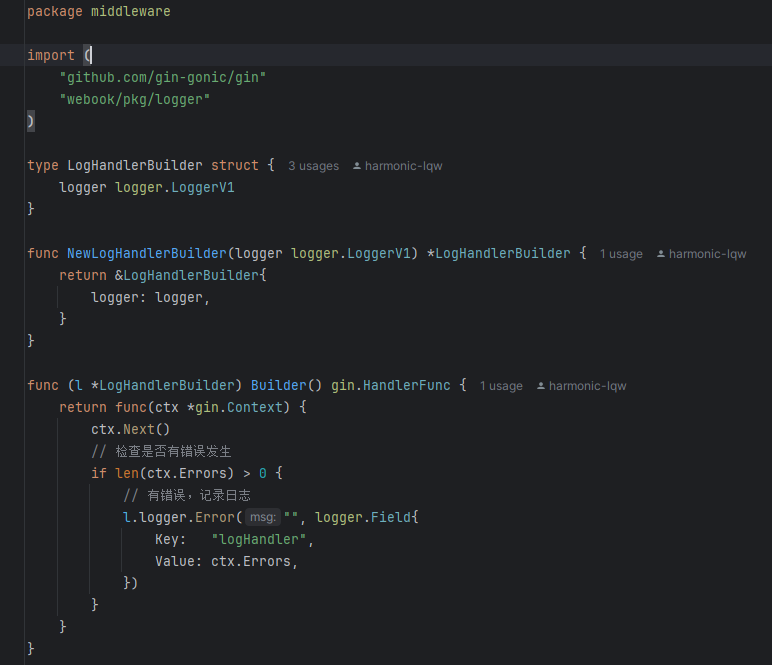 package middleware
import (
"github.com/gin-gonic/gin"
"webook/pkg/logger"
)
type LogHandlerBuilder struct { 3 usages harmonic-lqw
logger logger.LoggerV1
}
func NewLogHandlerBuilder(logger logger.LoggerV1) *LogHandlerBuilder { 1 usage harmonic-lqw
return &LogHandlerBuilder{
logger: logger,
}
}
func (l *LogHandlerBuilder) Builder() gin.HandlerFunc { 1 usage harmonic-lqw
return func(ctx *gin.Context) {
ctx.Next()
// 检查是否有错误发生
if len(ctx.Errors) > 0 {
// 有错误，记录日志
l.logger.Error( msg: "", logger.Field{
Key: "logHandler",
Value: ctx.Errors,
})
}
}
}